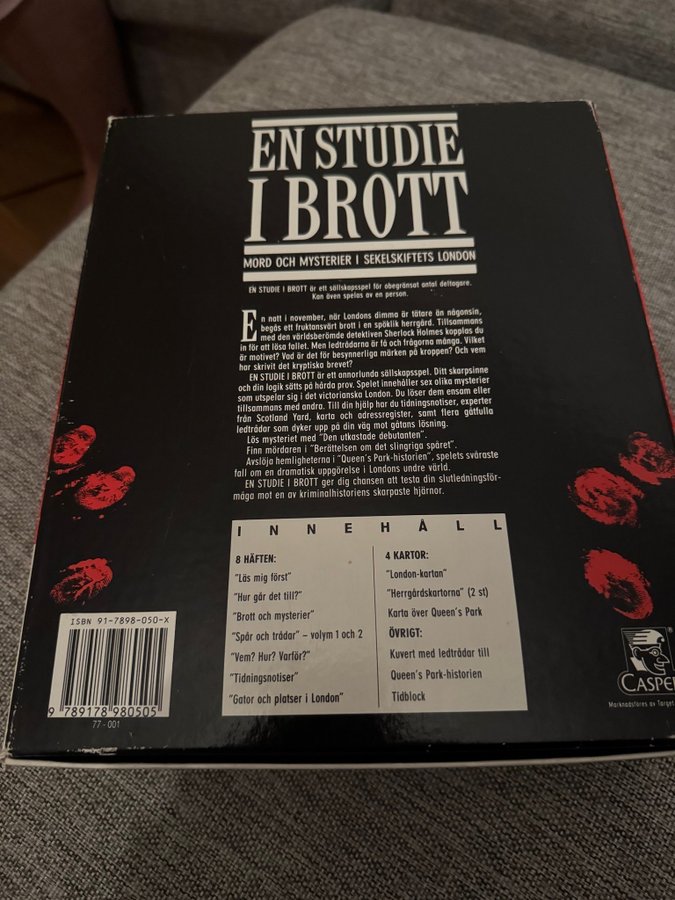 EN STUDIE
I BROTT
MORD OCH MYSTERIER I SEKELSKIFTETS LONDON
EN STUDIE I BROTT är ett sällskapsspel för obegränsat antal deltagare.
Kan även spelas av en person.
En natt i november, när Londons dimma är tätare än någonsin,
begås ett fruktansvärt brott i en spöklik herrgård. Tillsammans
med den världsberömde detektiven Sherlock Holmes kopplas du
in för att lösa fallet. Men ledtrådarna är få och frågorna många. Vilket
är motivet? Vad är det för besynnerliga märken på kroppen? Och vem
har skrivit det kryptiska brevet?
EN STUDIE I BROTT är ett annorlunda sällskapsspel. Ditt skarpsinne
och din logik sätts på hårda prov. Spelet innehåller sex olika mysterier
som utspelar sig i det victorianska London. Du löser dem ensam eller
tillsammans med andra. Till din hjälp har du tidningsnotiser, experter
från Scotland Yard, karta och adressregister, samt flera gåtfulla
ledtrådar som dyker upp på din väg mot gåtans lösning.
Lös mysteriet med "Den utkastade debutanten".
Finn mördaren i "Berättelsen om det slingriga spåret".
Avslöja hemligheterna i "Queen's Park-historien", spelets svåraste
fall om en dramatisk uppgörelse i Londons undre värld.
EN STUDIE I BROTT ger dig chansen att testa din slutledningsför-
måga mot en av kriminalhistoriens skarpaste hjärnor.
INNEHÅLL
8 HÄFTEN:
"Läs mig först"
"Hur går det till?"
"Brott och mysterier"
"Spår och trådar" – volym 1 och 2
"Vem? Hur? Varför?"
"Tidningsnotiser"
"Gator och platser i London"
4 KARTOR:
"London-kartan"
"Herrgårdskartorna" (2 st)
Karta över Queen's Park
ÖVRIGT:
Kuvert med ledtrådar till
Queen's Park-historien
Tidblock
ISBN 91-7898-050-X
9 789178 980505
77-001
CASPER
Marknadsföres av Target